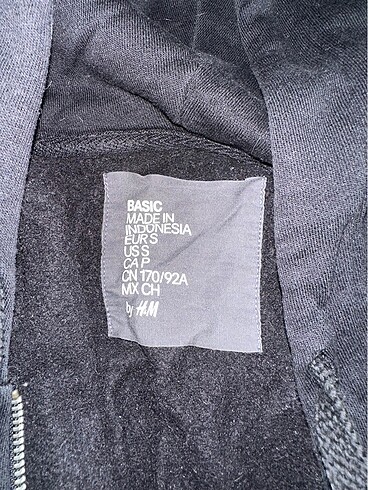 BASIC
MADE IN
INDONESIA
EUR S
US S
CA P
CN 170/92A
MX CH
by H&M